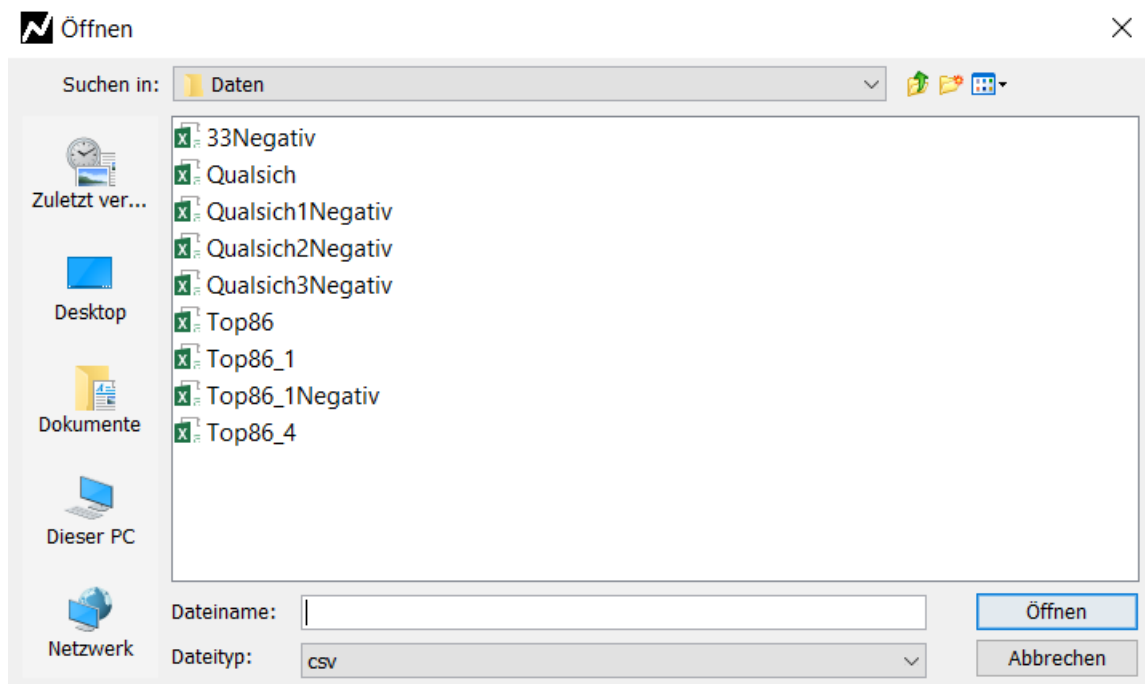 Öffnen
Suchen in: Daten
33Negativ
Qualsich
Qualsich1Negativ
Qualsich2Negativ
Qualsich3Negativ
Top86
Top86_1
Top86_1Negativ
Top86_4
Zuletzt ver...
Desktop
Dokumente
Dieser PC
Netzwerk
Dateiname: Öffnen
Dateityp: csv Abbrechen